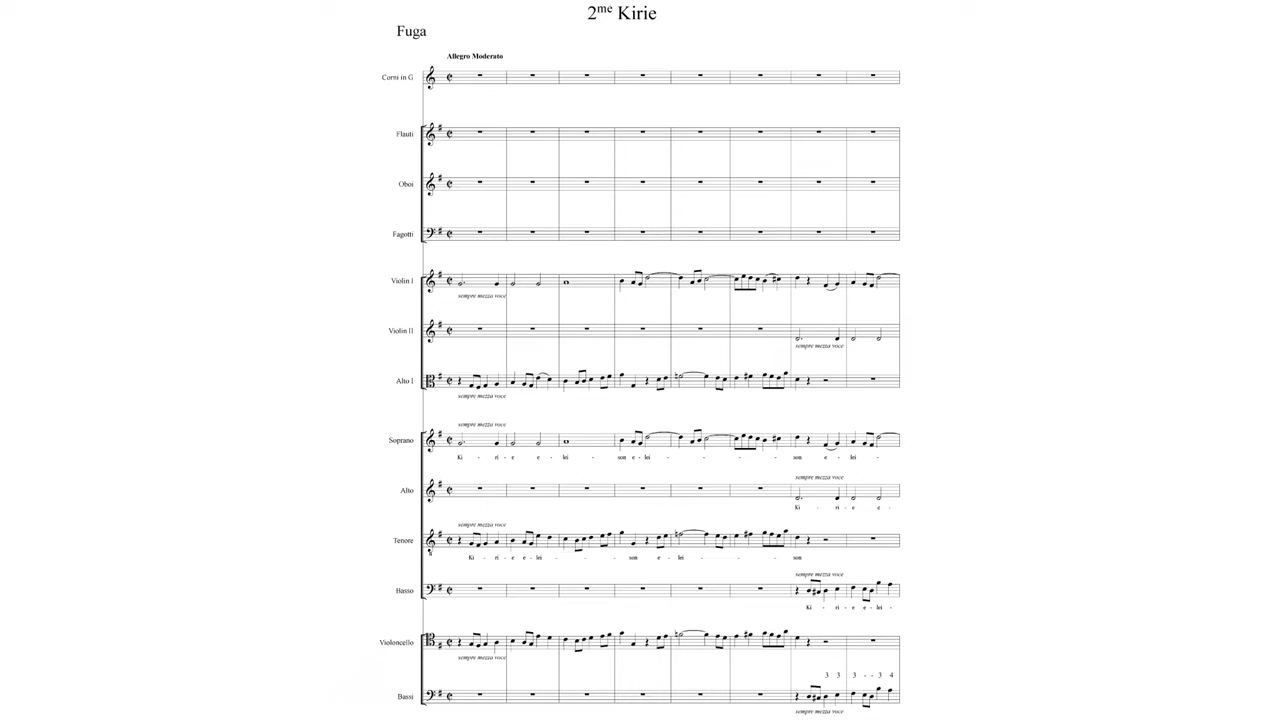 2me Kirie
Fuga
Allegro Moderato
Corni in G
Flauti
Oboi
Fagotti
Violin I
sempre mezza voce
Violin II
sempre mezza voce
Alto I
sempre mezza voce
sempre mezza voce
Soprano
Ki - ri - e e - lei - son e - lei - - - - - - - son e - lei -
sempre mezza voce
Alto
Ki - ri - e e -
sempre mezza voce
Tenore
Ki - ri - e e - lei - - - son e - lei - - - - son
sempre mezza voce
Basso
Ki - ri - e e - lei -
Violoncello
sempre mezza voce
3 3 3 - - 3 4
Bassi
sempre mezza voce